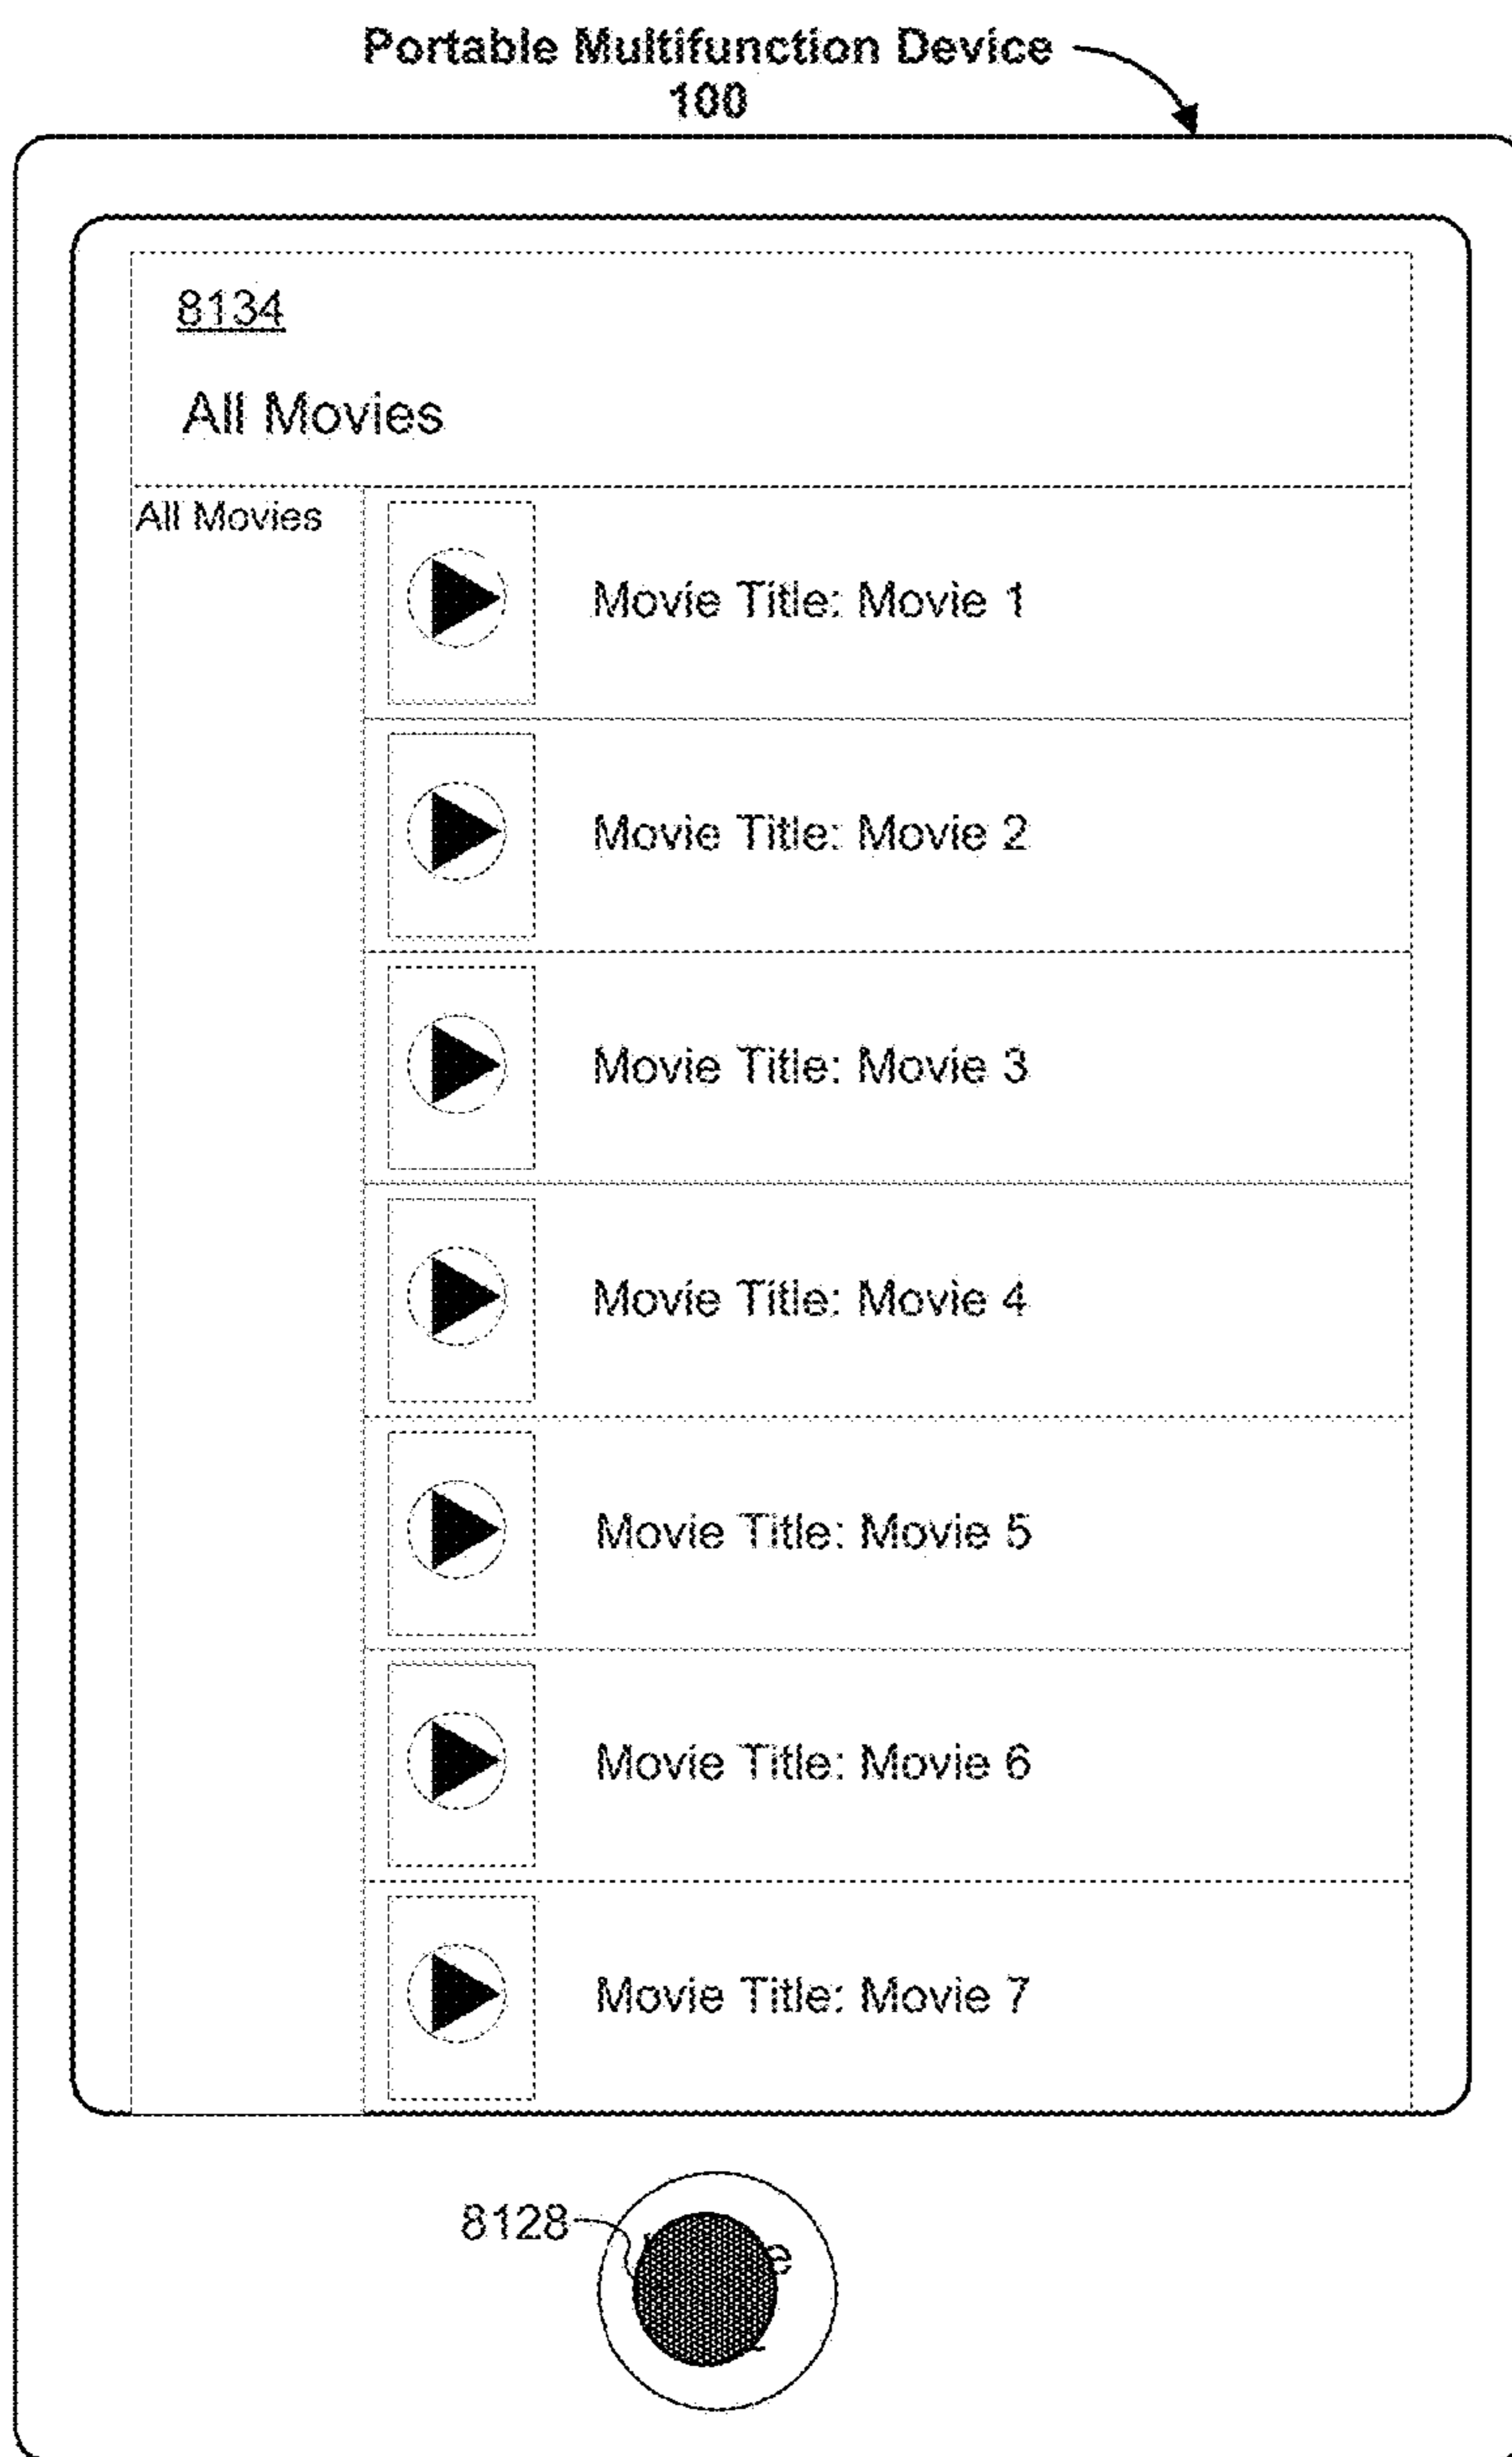 Portable Multifunction Device
100
8134
All Movies
All Movies
Movie Title: Movie 1
Movie Title: Movie 2
Movie Title: Movie 3
Movie Title: Movie 4
Movie Title: Movie 5
Movie Title: Movie 6
Movie Title: Movie 7
8128